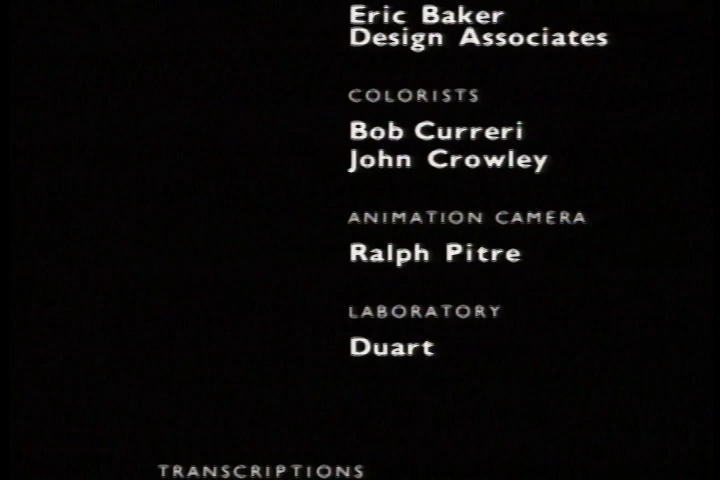 Eric Baker
Design Associates
COLORISTS
Bob Curreri
John Crowley
ANIMATION CAMERA
Ralph Pitre
LABORATORY
Duart
TRANSCRIPTIONS